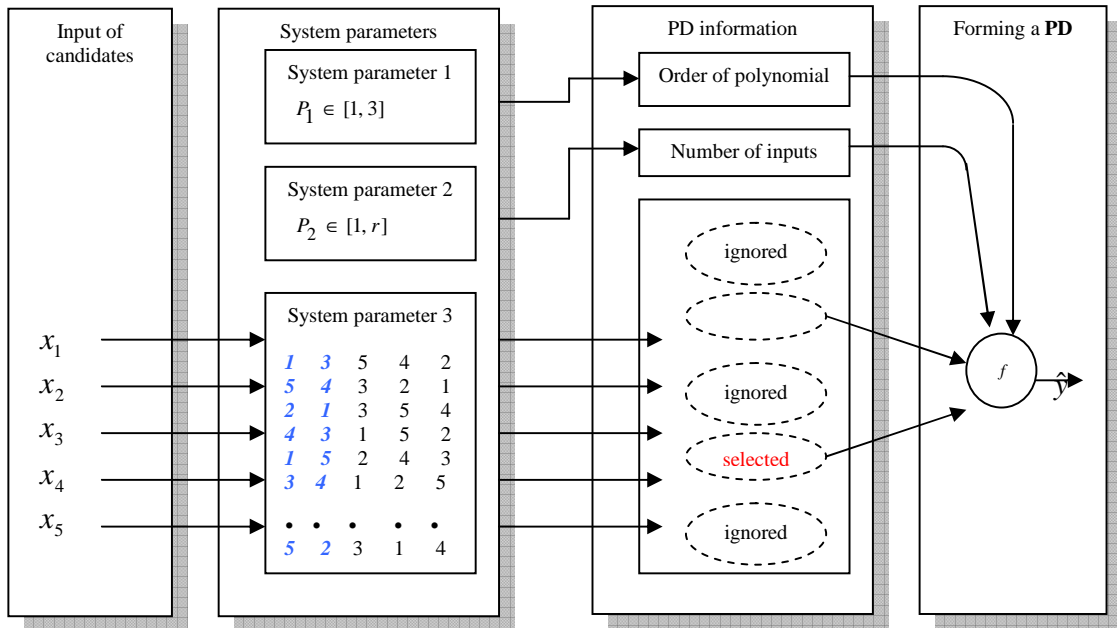 Input of
candidates
System parameters
System parameter 1
P1 ∈ [1, 3]
System parameter 2
P2 ∈ [1, r]
System parameter 3
1 3 5 4 2
5 4 3 2 1
2 1 3 5 4
4 3 1 5 2
1 5 2 4 3
3 4 1 2 5
• • • • •
5 2 3 1 4
x1
x2
x3
x4
x5
PD information
Order of polynomial
Number of inputs
ignored
ignored
selected
ignored
Forming a PD
f
ŷ